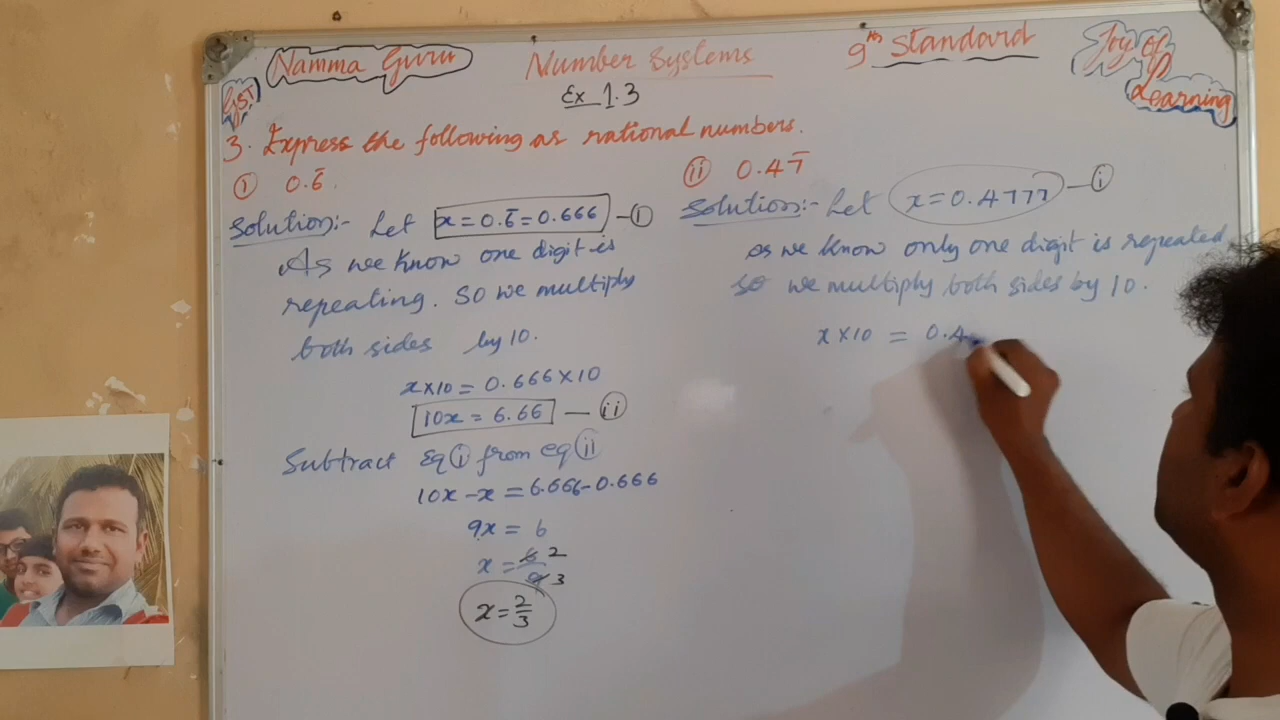 Namma Guru
Number Systems
9th Standard
Joy of
Learning
GST
Ex 1.3
3. Express the following as rational numbers.
(i) 0.6̅.
Solution:- Let x = 0.6̅ = 0.666 — (i)
As we know one digit is
repeating. So we multiply
both sides by 10.
x×10 = 0.666×10
10x = 6.66 — (ii)
Subtract Eq (i) from eq (ii)
10x - x = 6.666 - 0.666
9x = 6
x = 6/9 2 3
x = 2/3
(ii) 0.47̅
Solution:- Let x = 0.4777̅ — (i)
as we know only one digit is repeated
so we multiply both sides by 10.
x×10 = 0.4